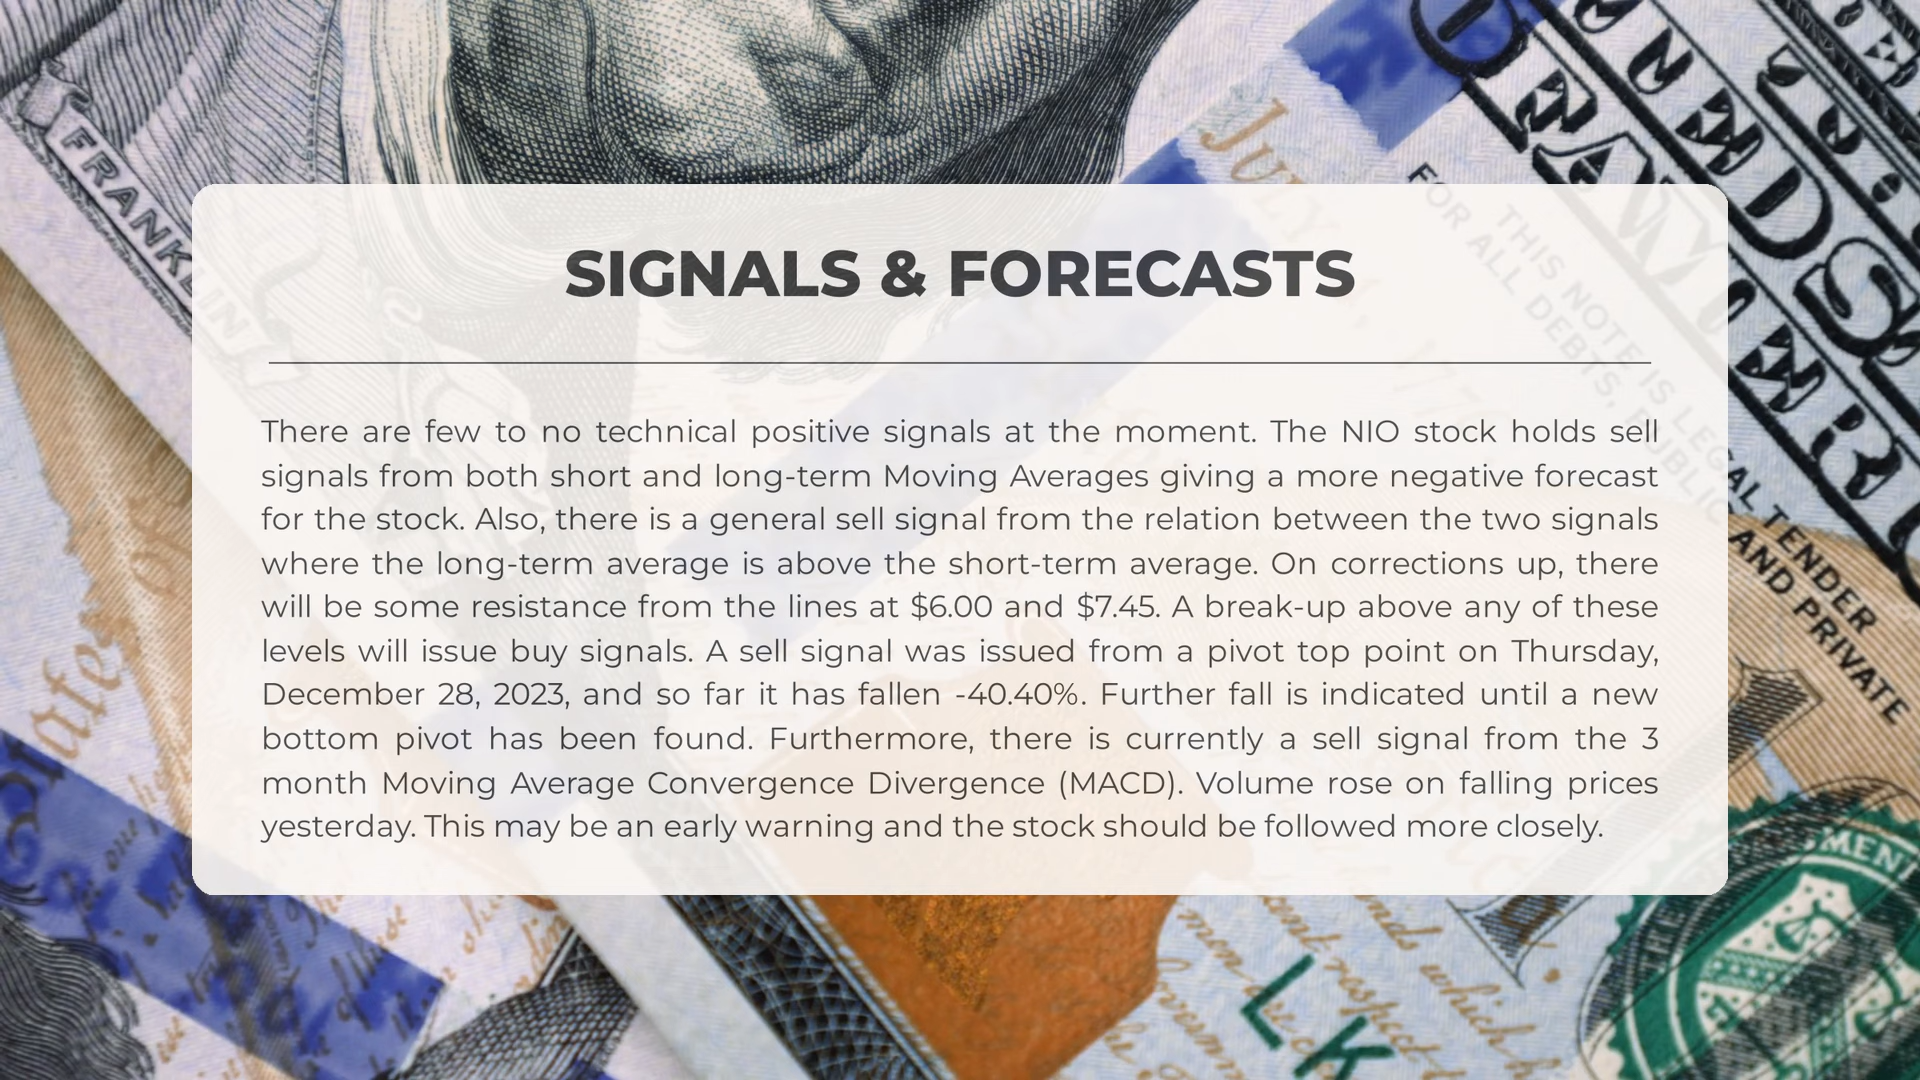 FRANKLIN
JULY
THIS NOTE IS LEGAL TENDER
FOR ALL DEBTS, PUBLIC AND PRIVATE
SIGNALS & FORECASTS
There are few to no technical positive signals at the moment. The NIO stock holds sell
signals from both short and long-term Moving Averages giving a more negative forecast
for the stock. Also, there is a general sell signal from the relation between the two signals
where the long-term average is above the short-term average. On corrections up, there
will be some resistance from the lines at $6.00 and $7.45. A break-up above any of these
levels will issue buy signals. A sell signal was issued from a pivot top point on Thursday,
December 28, 2023, and so far it has fallen -40.40%. Further fall is indicated until a new
bottom pivot has been found. Furthermore, there is currently a sell signal from the 3
month Moving Average Convergence Divergence (MACD). Volume rose on falling prices
yesterday. This may be an early warning and the stock should be followed more closely.
LK